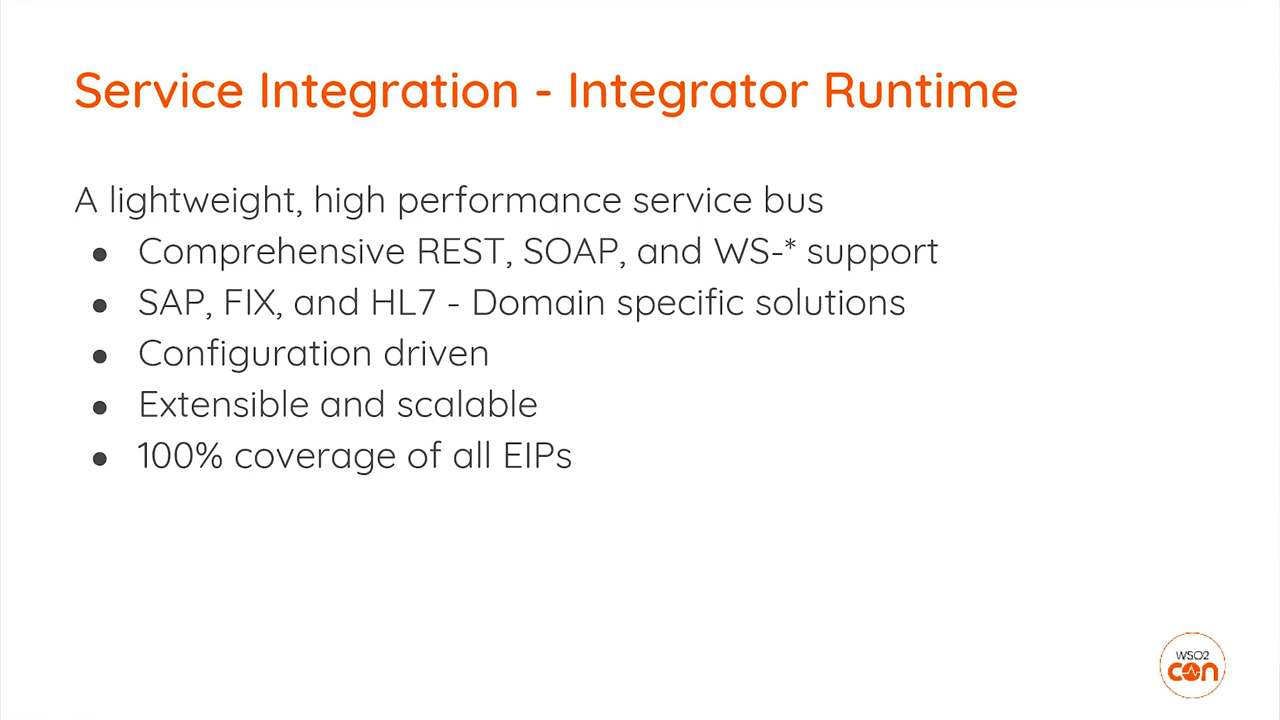 Service Integration - Integrator Runtime
A lightweight, high performance service bus
● Comprehensive REST, SOAP, and WS-* support
● SAP, FIX, and HL7 - Domain specific solutions
● Configuration driven
● Extensible and scalable
● 100% coverage of all EIPs
WSO2
con